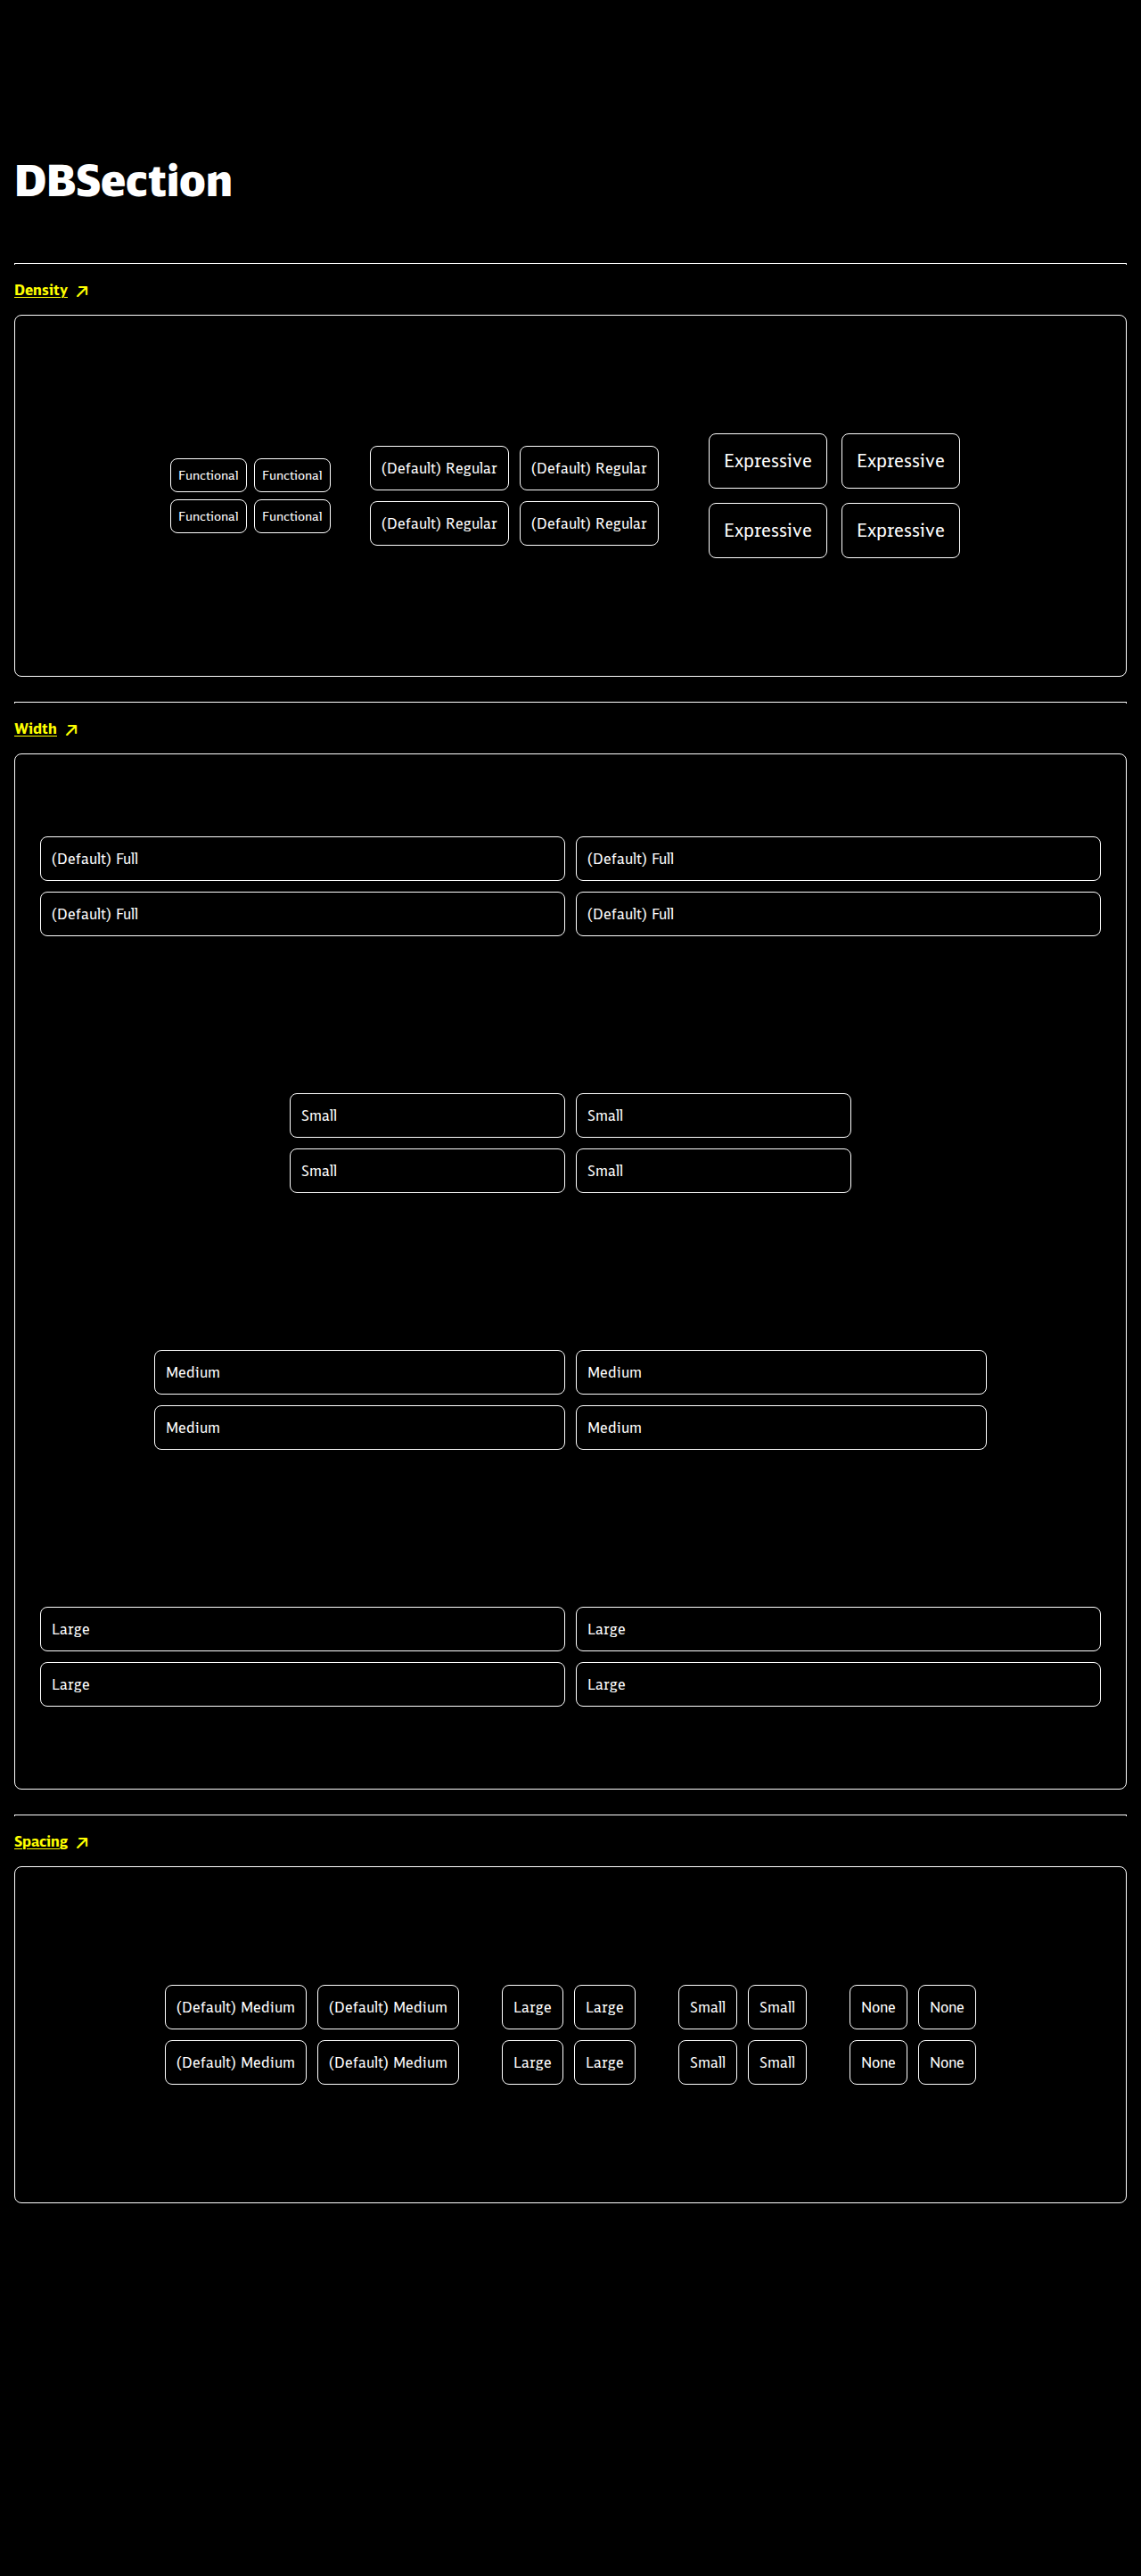 DBSection
Density
Functional Functional (Default) Regular (Default) Regular Expressive Expressive
Functional Functional (Default) Regular (Default) Regular Expressive Expressive
Width
(Default) Full (Default) Full
(Default) Full (Default) Full
Small Small
Small Small
Medium Medium
Medium Medium
Large Large
Large Large
Spacing
(Default) Medium (Default) Medium Large Large Small Small None None
(Default) Medium (Default) Medium Large Large Small Small None None